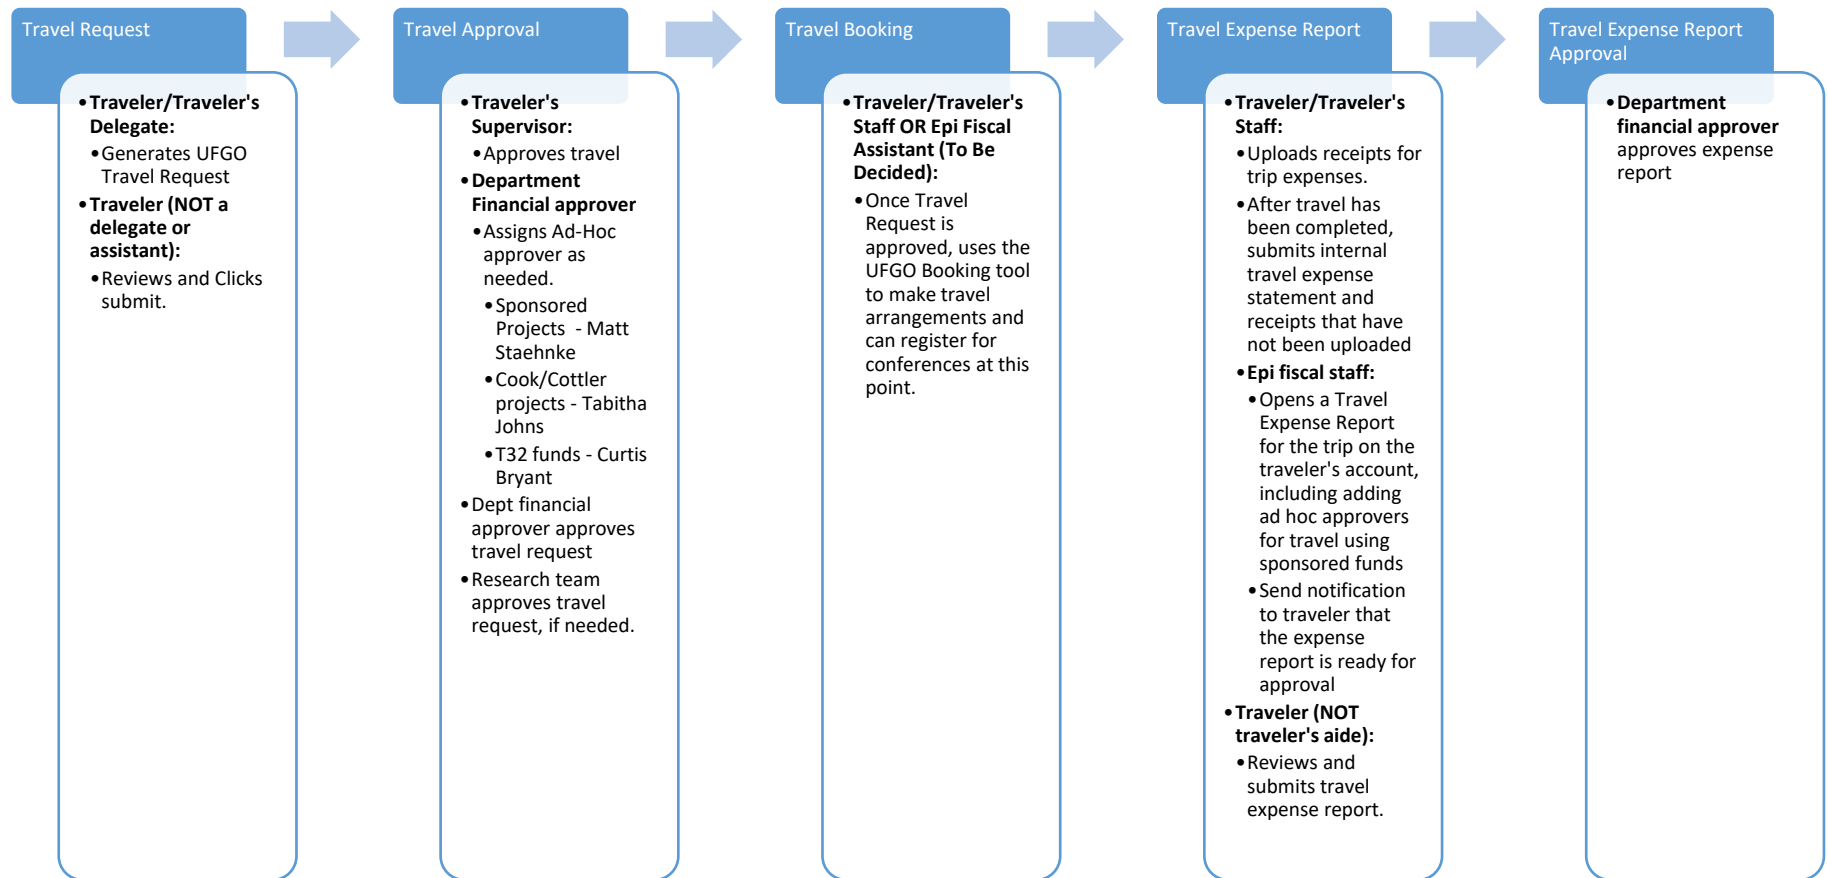 Travel Request
•Traveler/Traveler's
Delegate:
•Generates UFGO
Travel Request
•Traveler (NOT a
delegate or
assistant):
•Reviews and Clicks
submit.
Travel Approval
•Traveler's
Supervisor:
•Approves travel
•Department
Financial approver
•Assigns Ad-Hoc
approver as
needed.
•Sponsored
Projects - Matt
Staehnke
•Cook/Cottler
projects - Tabitha
Johns
•T32 funds - Curtis
Bryant
•Dept financial
approver approves
travel request
•Research team
approves travel
request, if needed.
Travel Booking
•Traveler/Traveler's
Staff OR Epi Fiscal
Assistant (To Be
Decided):
•Once Travel
Request is
approved, uses the
UFGO Booking tool
to make travel
arrangements and
can register for
conferences at this
point.
Travel Expense Report
•Traveler/Traveler's
Staff:
•Uploads receipts for
trip expenses.
•After travel has
been completed,
submits internal
travel expense
statement and
receipts that have
not been uploaded
•Epi fiscal staff:
•Opens a Travel
Expense Report
for the trip on the
traveler's account,
including adding
ad hoc approvers
for travel using
sponsored funds
•Send notification
to traveler that
the expense
report is ready for
approval
•Traveler (NOT
traveler's aide):
•Reviews and
submits travel
expense report.
Travel Expense Report
Approval
•Department
financial approver
approves expense
report